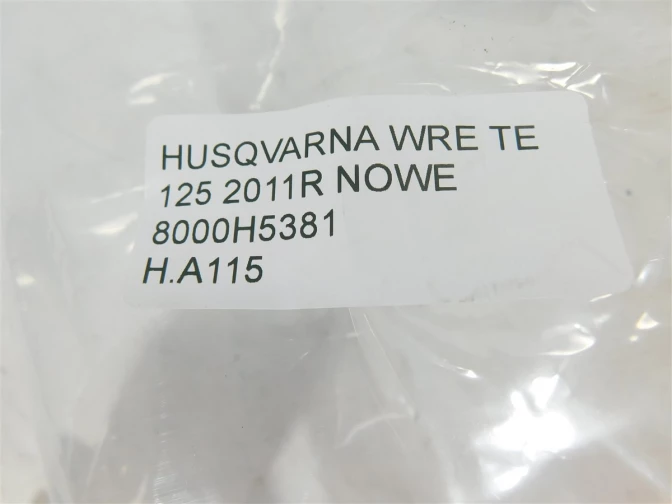 HUSQVARNA WRE TE
125 2011R NOWE
8000H5381
H.A115